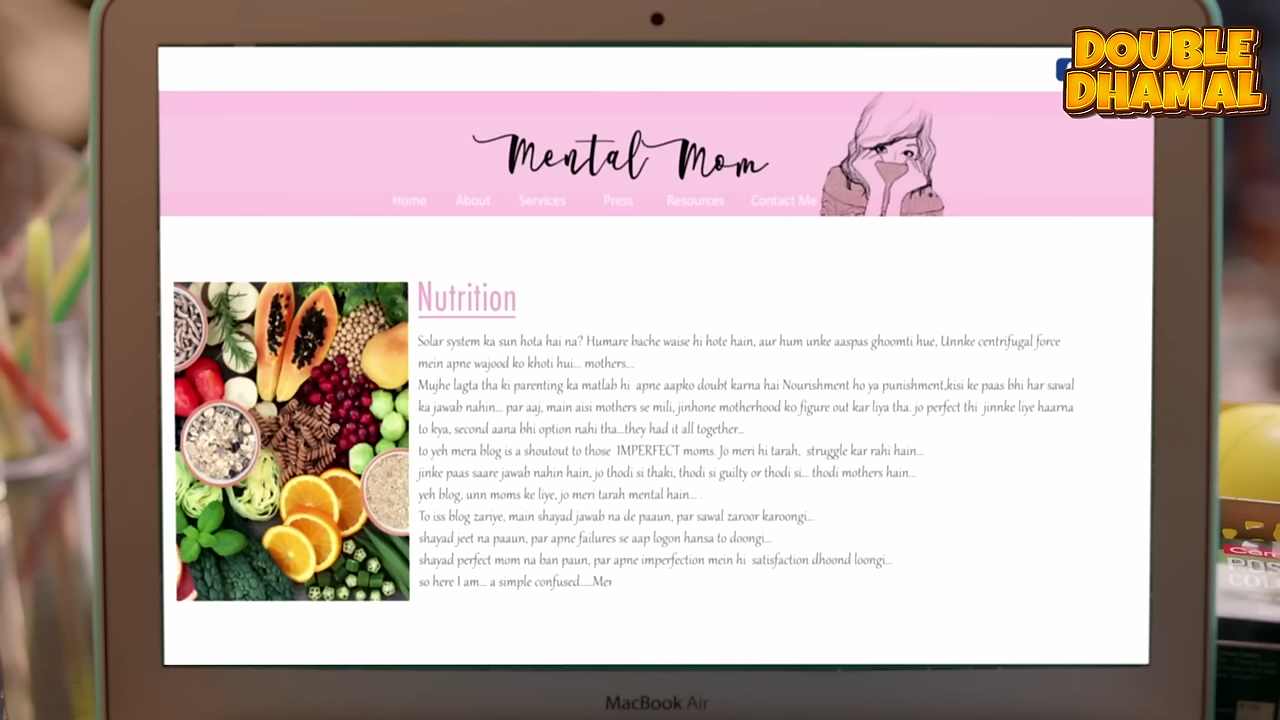 DOUBLE
DHAMAL
Mental Mom
Home About Services Press Resources Contact Me
Nutrition
Solar system ka sun hota hai na? Humare bache waise hi hote hain, aur hum unke aaspas ghoomti hue, Unnke centrifugal force
mein apne wajood ko khoti hui... mothers...
Mujhe lagta tha ki parenting ka matlab hi apne aapko doubt karna hai Nourishment ho ya punishment,kisi ke paas bhi har sawal
ka jawab nahin... par aaj, main aisi mothers se mili, jinhone motherhood ko figure out kar liya tha. jo perfect thi jinnke liye haarna
to kya, second aana bhi option nahi tha...they had it all together...
to yeh mera blog is a shoutout to those IMPERFECT moms. Jo meri hi tarah, struggle kar rahi hain...
jinke paas saare jawab nahin hain, jo thodi si thaki, thodi si guilty or thodi si... thodi mothers hain...
yeh blog, unn moms ke liye, jo meri tarah mental hain... .
To iss blog zariye, main shayad jawab na de paaun, par sawal zaroor karoongi...
shayad jeet na paaun, par apne failures se aap logon hansa to doongi...
shayad perfect mom na ban paun, par apne imperfection mein hi satisfaction dhoond loongi...
so here I am... a simple confused.....Mer
MacBook Air